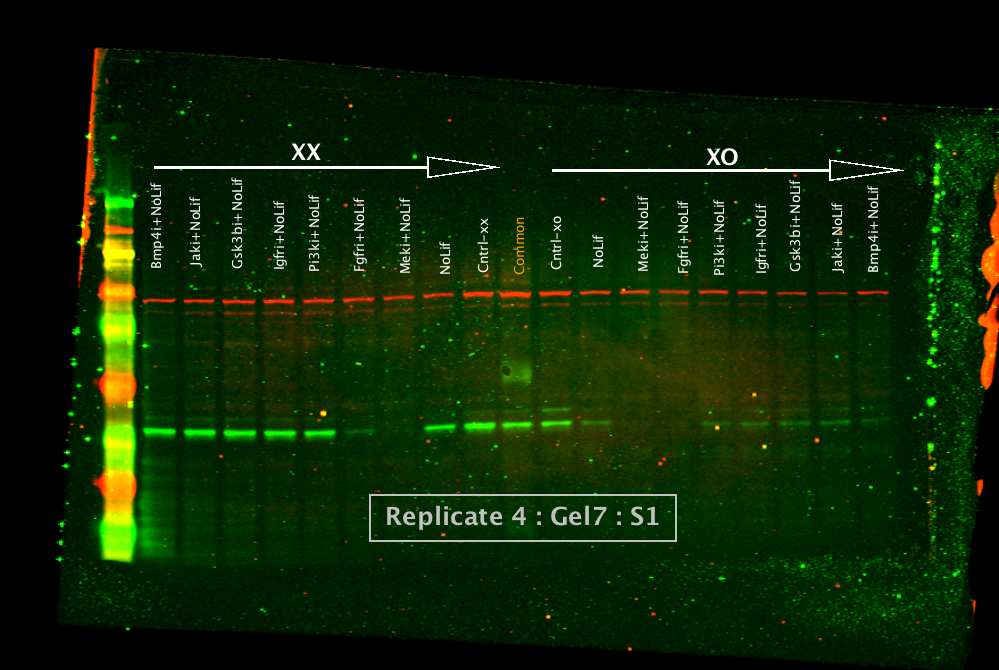 XX
XO
Bmp4i+NoLif
Jaki+NoLif
Gsk3bi+NoLif
Igfri+NoLif
Pi3ki+NoLif
Fgfri+NoLif
Meki+NoLif
NoLif
Cntrl-xx
Common
Cntrl-xo
NoLif
Meki+NoLif
Fgfri+NoLif
Pi3ki+NoLif
Igfri+NoLif
Gsk3bi+NoLif
Jaki+NoLif
Bmp4i+NoLif
Replicate 4 : Gel7 : S1